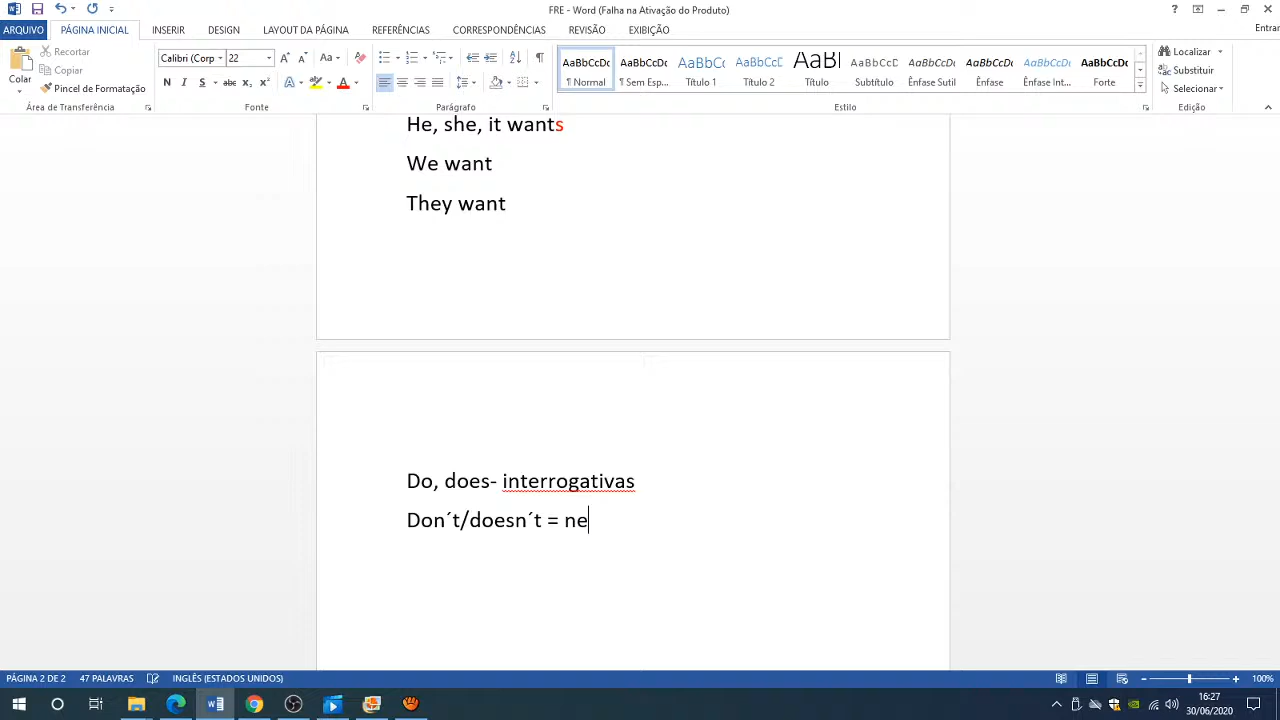 FRE - Word (Falha na Ativação do Produto)
ARQUIVO PÁGINA INICIAL INSERIR DESIGN LAYOUT DA PÁGINA REFERÊNCIAS CORRESPONDÊNCIAS REVISÃO EXIBIÇÃO Entrar
Colar
Recortar
Copiar
Pincel de Formatação
Calibri (Corp 22
AaBbCcDc AaBbCcDc AaBbCc AaBbCcC AaBl AaBbCcD AaBbCcDc AaBbCcDc AaBbCcDc AaBbCcDc
¶ Normal ¶ Sem Esp... Título 1 Título 2 Título Subtítulo Ênfase Sutil Ênfase Ênfase Int... Forte
Localizar
Substituir
Selecionar
Área de Transferência Fonte Parágrafo Estilo Edição
He, she, it wants
We want
They want
Do, does- interrogativas
Don´t/doesn´t = ne
PÁGINA 2 DE 2 47 PALAVRAS INGLÊS (ESTADOS UNIDOS) 100%
16:27
30/06/2020